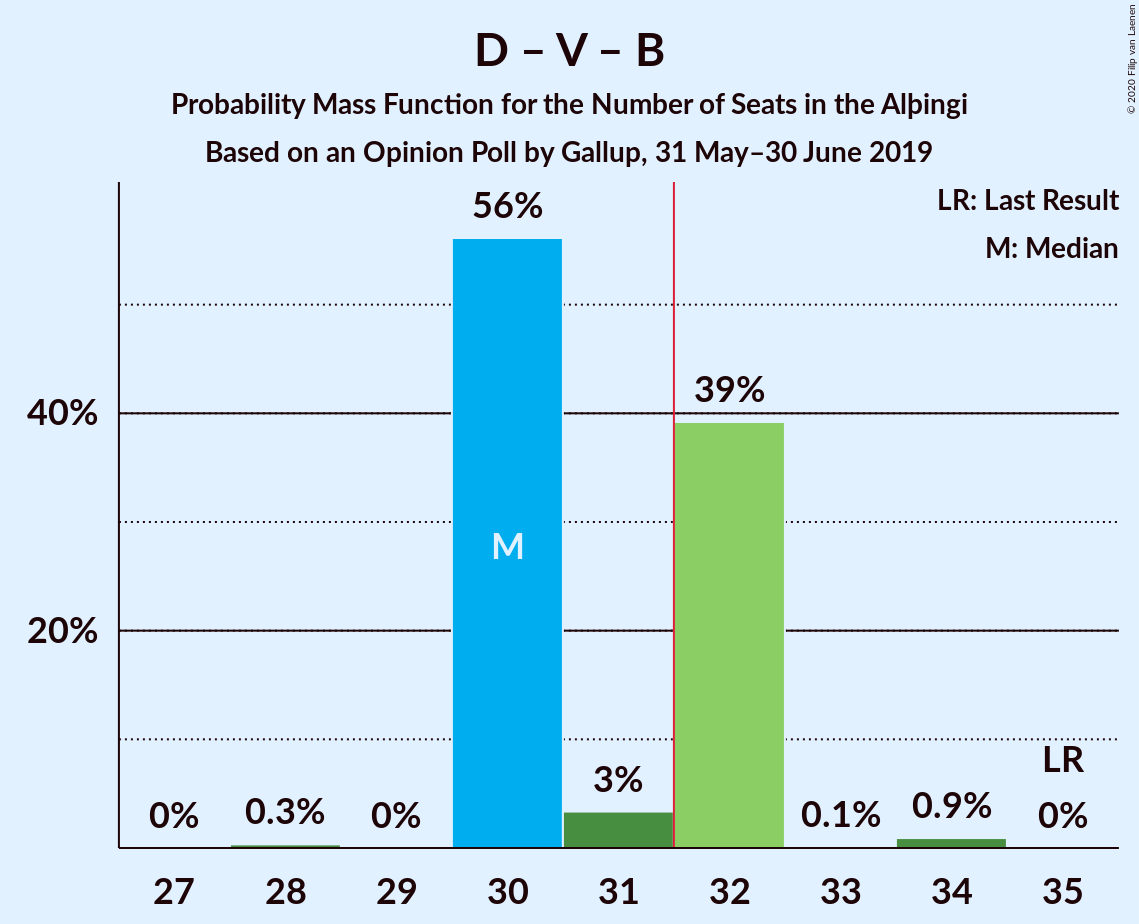 D – V – B
Probability Mass Function for the Number of Seats in the Alþingi
Based on an Opinion Poll by Gallup, 31 May–30 June 2019
© 2020 Filip van Laenen
LR: Last Result
M: Median
56%
39%
40%
M
20%
LR
3%
0%
0.3%
0%
0.1%
0.9%
0%
27 28 29 30 31 32 33 34 35